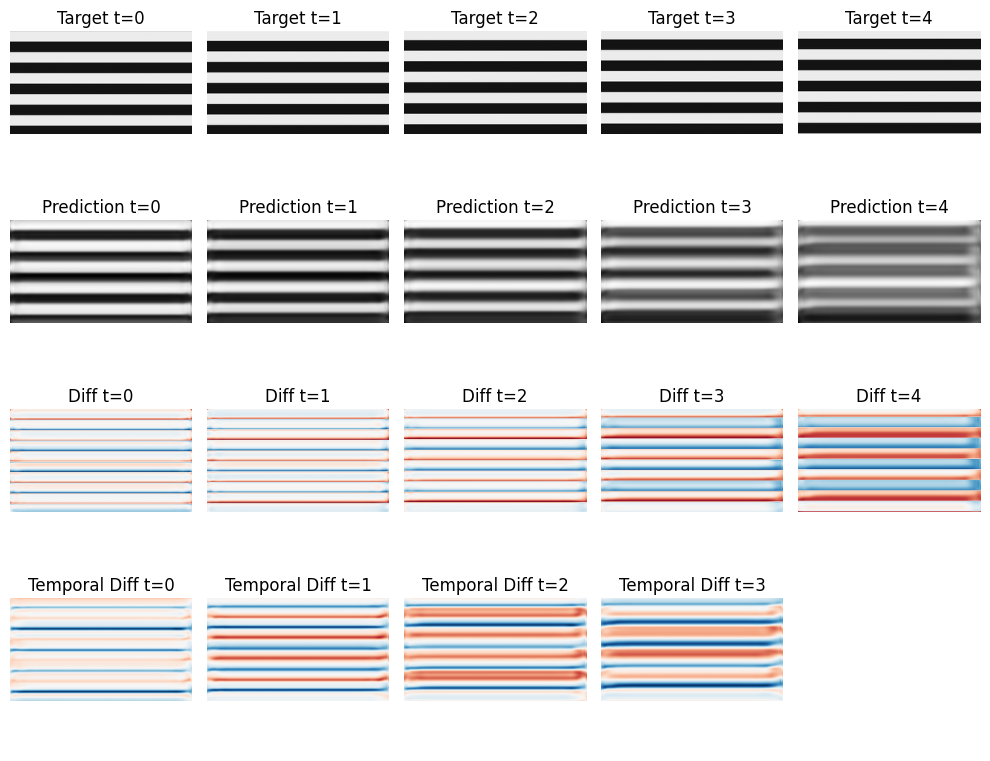 Target t=0 Target t=1 Target t=2 Target t=3 Target t=4
Prediction t=0 Prediction t=1 Prediction t=2 Prediction t=3 Prediction t=4
Diff t=0 Diff t=1 Diff t=2 Diff t=3 Diff t=4
Temporal Diff t=0 Temporal Diff t=1 Temporal Diff t=2 Temporal Diff t=3